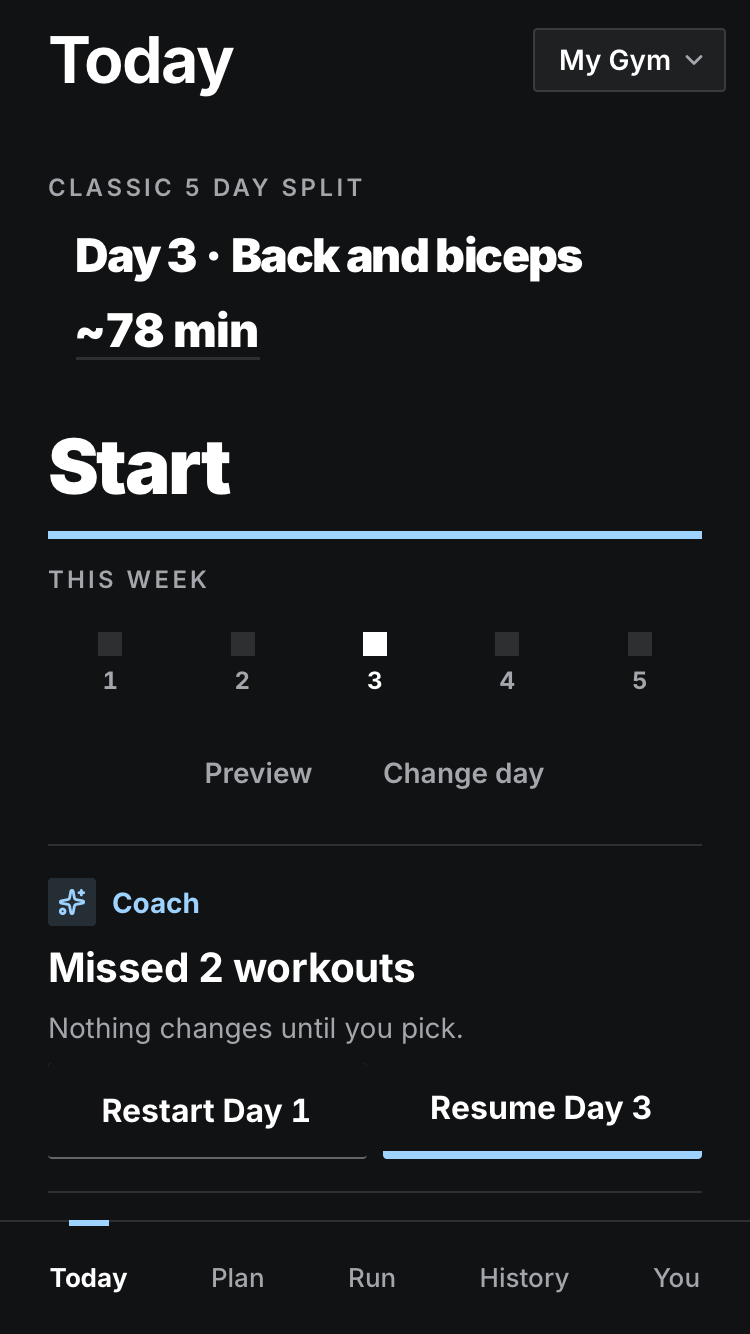 Today
My Gym
CLASSIC 5 DAY SPLIT
Day 3 · Back and biceps
~78 min
Start
THIS WEEK
1 2 3 4 5
Preview Change day
Coach
Missed 2 workouts
Nothing changes until you pick.
Restart Day 1 Resume Day 3
Today Plan Run History You